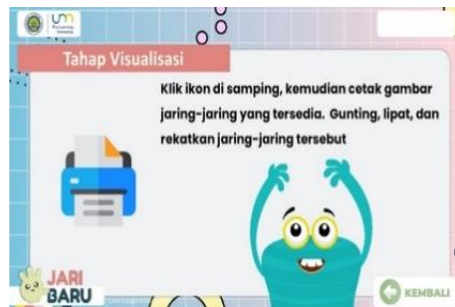 UM
Tahap Visualisasi
Klik ikon di samping, kemudian cetak gambar
jaring-jaring yang tersedia. Gunting, lipat, dan
rekatkan jaring-jaring tersebut
JARI
BARU
KEMBALI